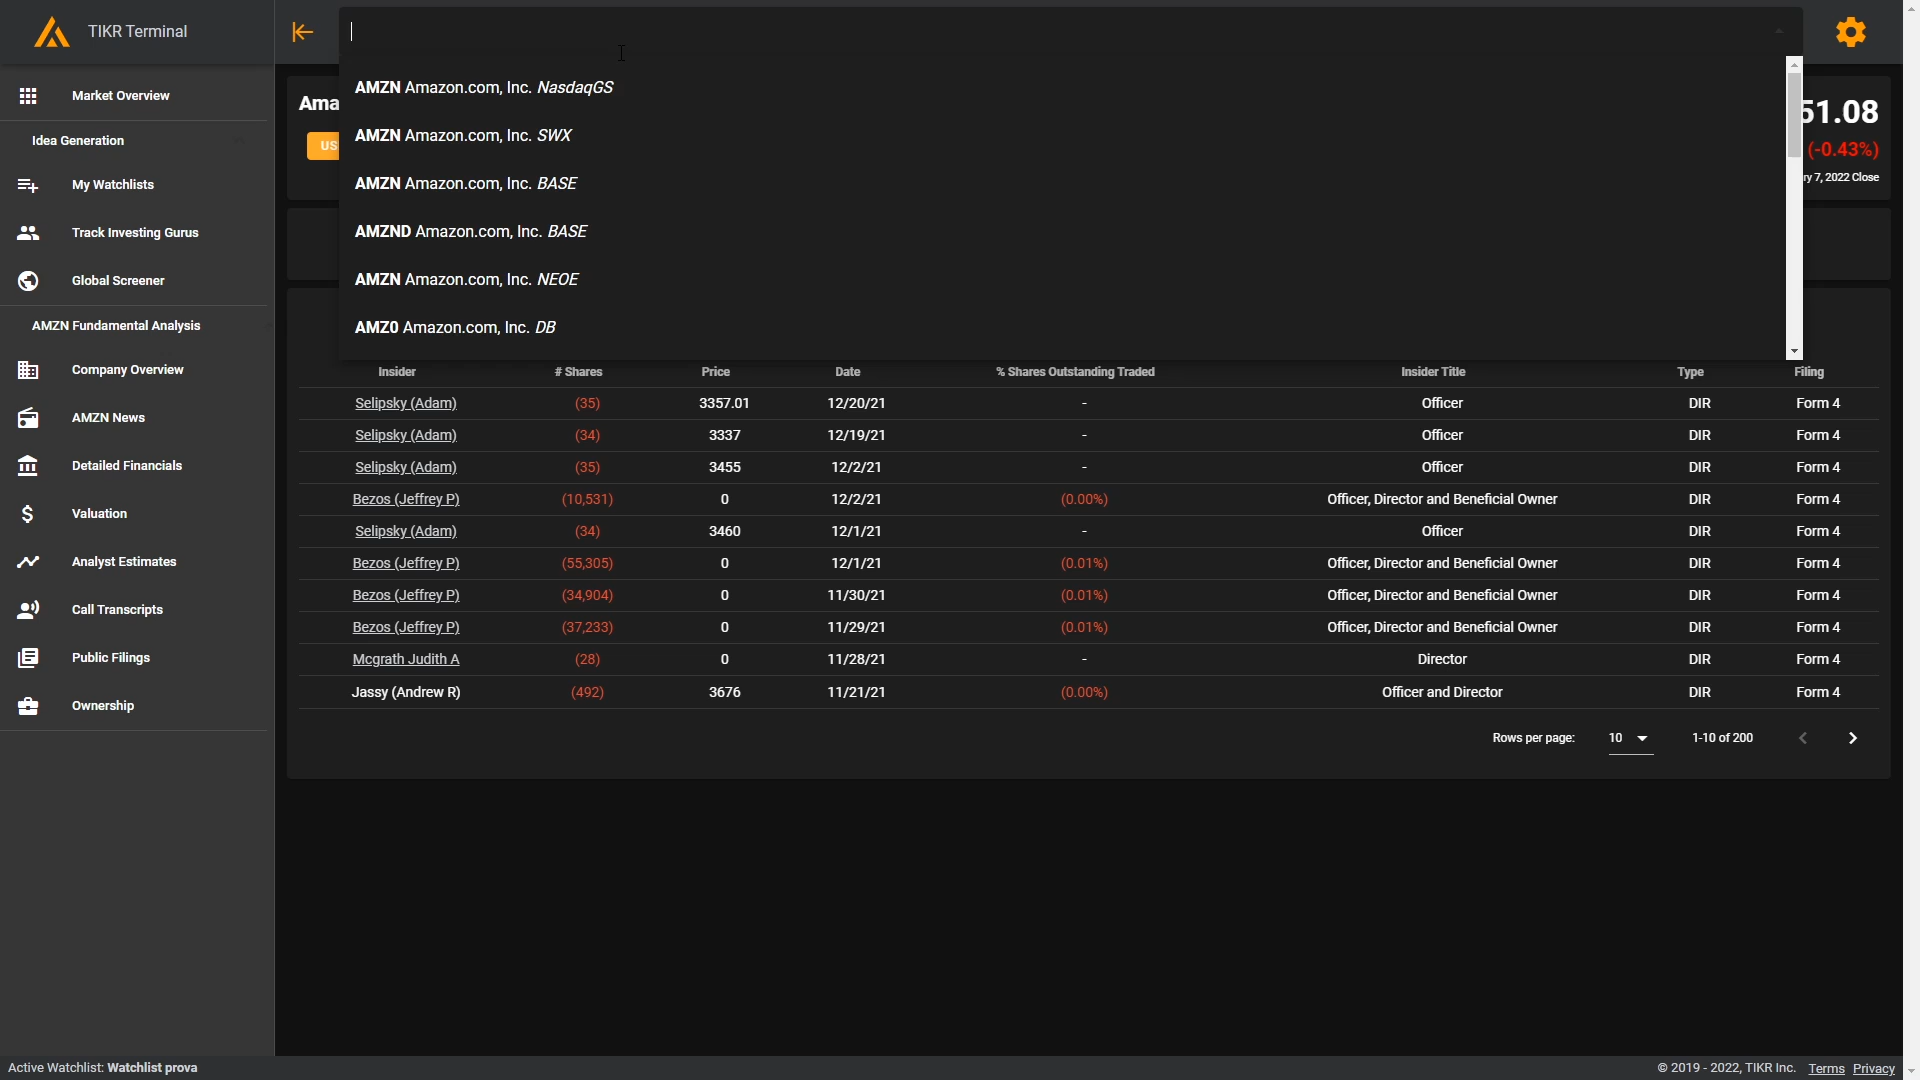 TIKR Terminal
Market Overview
Idea Generation
My Watchlists
Track Investing Gurus
Global Screener
AMZN Fundamental Analysis
Company Overview
AMZN News
Detailed Financials
Valuation
Analyst Estimates
Call Transcripts
Public Filings
Ownership
Active Watchlist: Watchlist prova
AMZN Amazon.com, Inc. NasdaqGS
AMZN Amazon.com, Inc. SWX
AMZN Amazon.com, Inc. BASE
AMZND Amazon.com, Inc. BASE
AMZN Amazon.com, Inc. NEOE
AMZ0 Amazon.com, Inc. DB
Ama
US
51.08
(-0.43%)
ry 7, 2022 Close
Insider # Shares Price Date % Shares Outstanding Traded Insider Title Type Filing
Selipsky (Adam) (35) 3357.01 12/20/21 - Officer DIR Form 4
Selipsky (Adam) (34) 3337 12/19/21 - Officer DIR Form 4
Selipsky (Adam) (35) 3455 12/2/21 - Officer DIR Form 4
Bezos (Jeffrey P) (10,531) 0 12/2/21 (0.00%) Officer, Director and Beneficial Owner DIR Form 4
Selipsky (Adam) (34) 3460 12/1/21 - Officer DIR Form 4
Bezos (Jeffrey P) (55,305) 0 12/1/21 (0.01%) Officer, Director and Beneficial Owner DIR Form 4
Bezos (Jeffrey P) (34,904) 0 11/30/21 (0.01%) Officer, Director and Beneficial Owner DIR Form 4
Bezos (Jeffrey P) (37,233) 0 11/29/21 (0.01%) Officer, Director and Beneficial Owner DIR Form 4
Mcgrath Judith A (28) 0 11/28/21 - Director DIR Form 4
Jassy (Andrew R) (492) 3676 11/21/21 (0.00%) Officer and Director DIR Form 4
Rows per page: 10 1-10 of 200
© 2019 - 2022, TIKR Inc. Terms Privacy